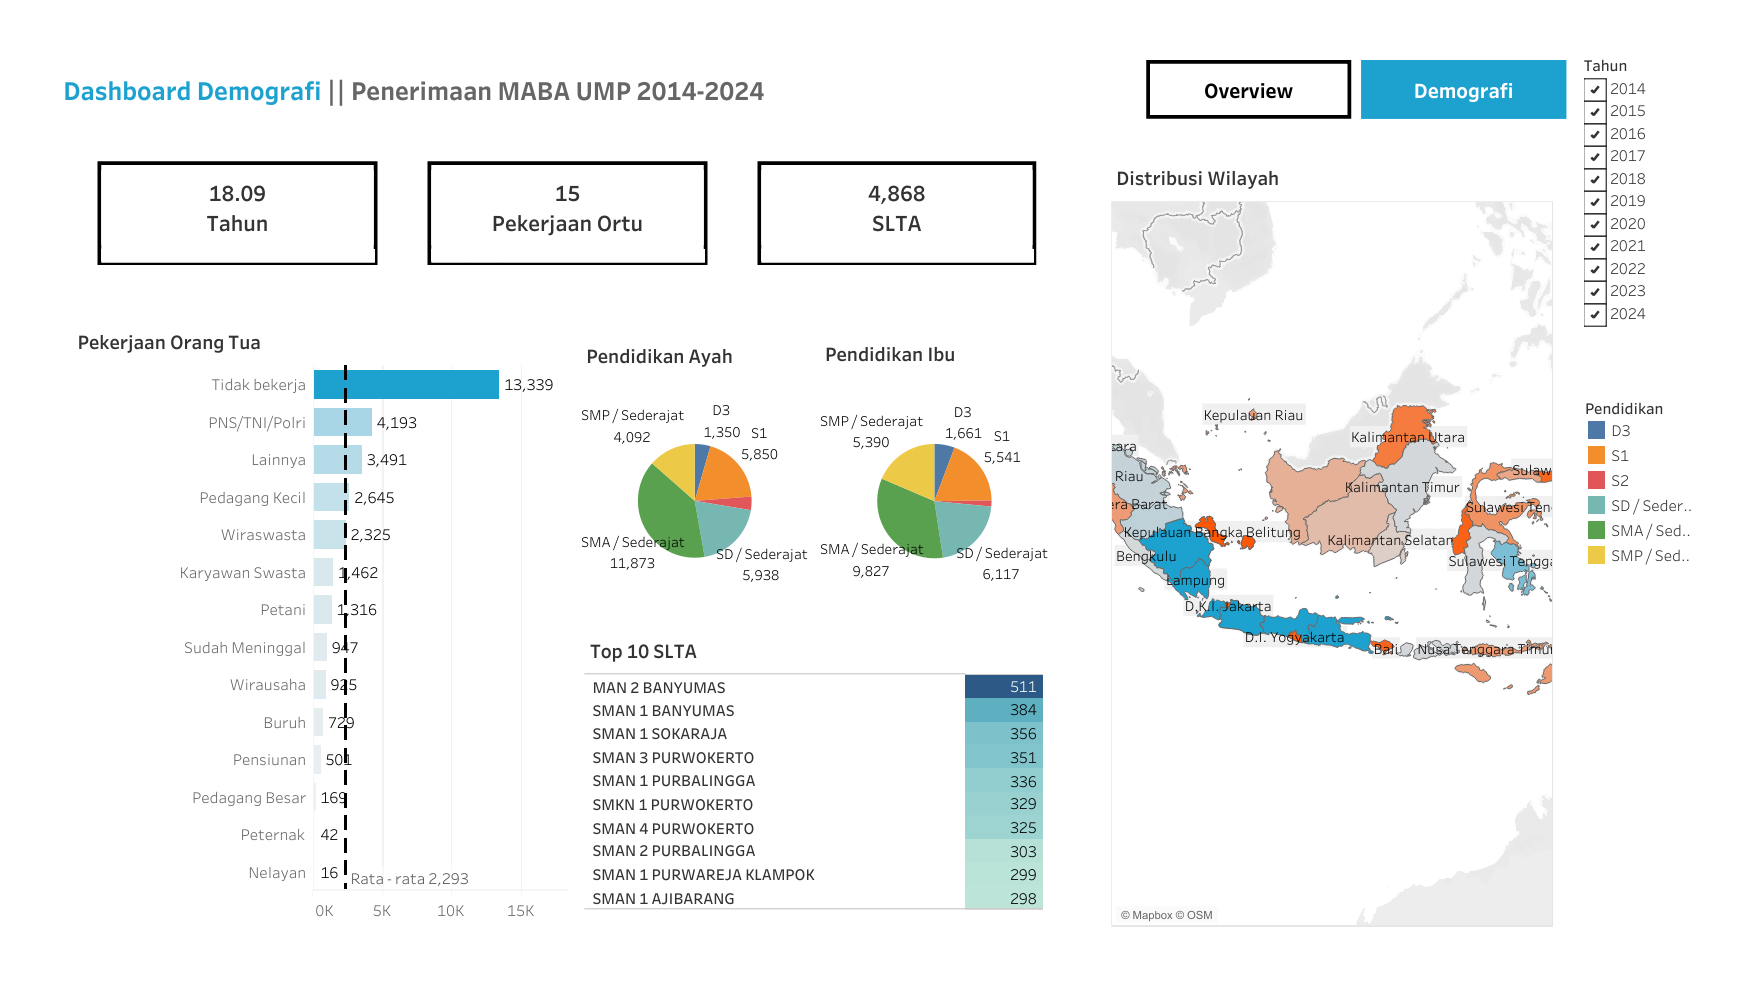 Dashboard Demografi || Penerimaan MABA UMP 2014-2024
Overview
Demografi
Tahun
2014
2015
2016
2017
2018
2019
2020
2021
2022
2023
2024
18.09
Tahun
15
Pekerjaan Ortu
4,868
SLTA
Distribusi Wilayah
Kepulauan Riau
Kalimantan Utara
Riau
Kalimantan Timur
Kepulauan Bangka Belitung
Kalimantan Selatan
Bengkulu
Lampung
D.K.I. Jakarta
D.I. Yogyakarta
Bali
Nusa Tenggara Timur
Sulaw
Sulawesi Ten
Sulawesi Tengga
era Barat
© Mapbox © OSM
Pendidikan
D3
S1
S2
SD / Seder..
SMA / Sed..
SMP / Sed..
Pekerjaan Orang Tua
Tidak bekerja 13,339
PNS/TNI/Polri 4,193
Lainnya 3,491
Pedagang Kecil 2,645
Wiraswasta 2,325
Karyawan Swasta 1,462
Petani 1,316
Sudah Meninggal 947
Wirausaha 925
Buruh 729
Pensiunan 501
Pedagang Besar 169
Peternak 42
Nelayan 16
Rata - rata 2,293
0K 5K 10K 15K
Pendidikan Ayah
SMP / Sederajat
4,092
D3
1,350
S1
5,850
SMA / Sederajat
11,873
SD / Sederajat
5,938
Pendidikan Ibu
SMP / Sederajat
5,390
D3
1,661
S1
5,541
SMA / Sederajat
9,827
SD / Sederajat
6,117
Top 10 SLTA
MAN 2 BANYUMAS 511
SMAN 1 BANYUMAS 384
SMAN 1 SOKARAJA 356
SMAN 3 PURWOKERTO 351
SMAN 1 PURBALINGGA 336
SMKN 1 PURWOKERTO 329
SMAN 4 PURWOKERTO 325
SMAN 2 PURBALINGGA 303
SMAN 1 PURWAREJA KLAMPOK 299
SMAN 1 AJIBARANG 298